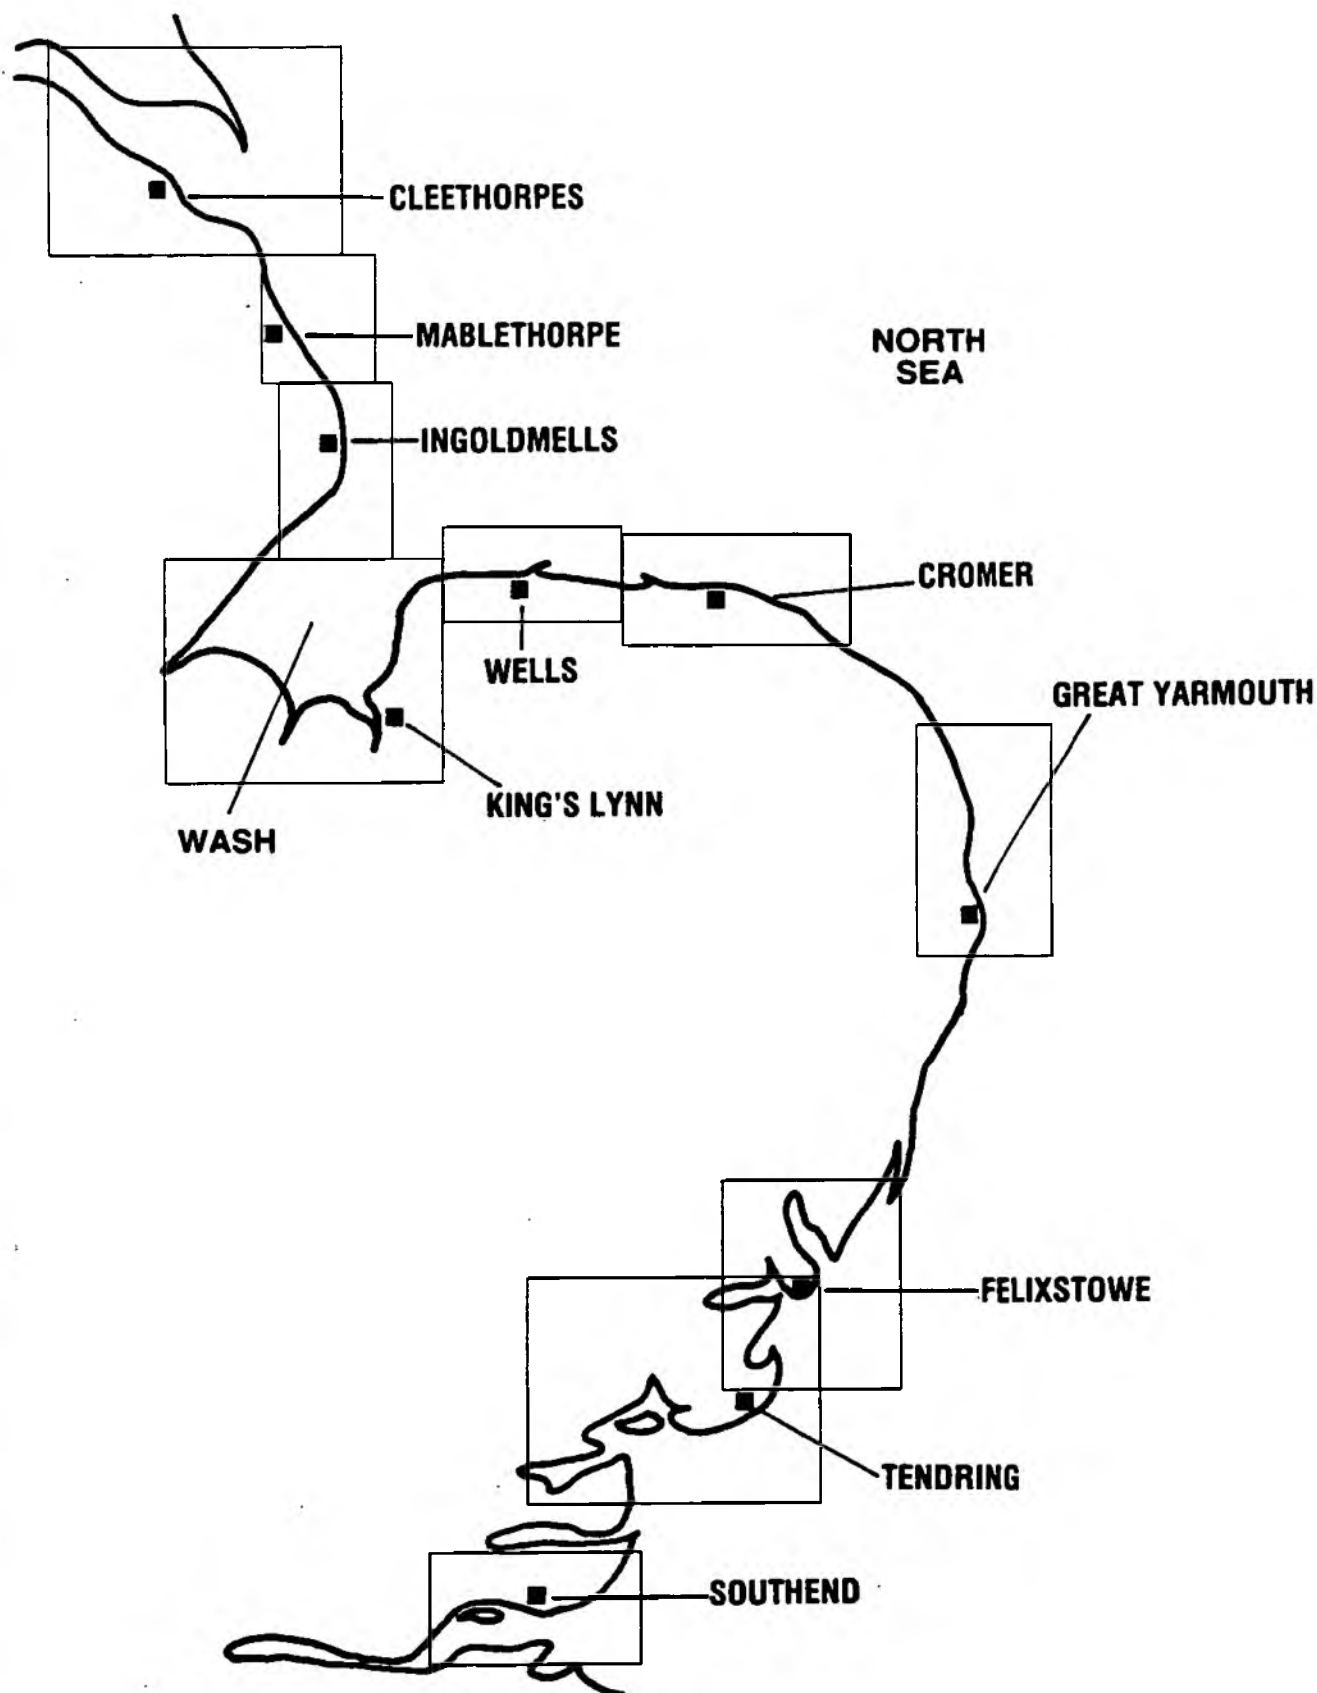 CLEETHORPES
MABLETHORPE
NORTH
SEA
INGOLDMELLS
CROMER
WELLS
GREAT YARMOUTH
KING'S LYNN
WASH
FELIXSTOWE
TENDRING
SOUTHEND